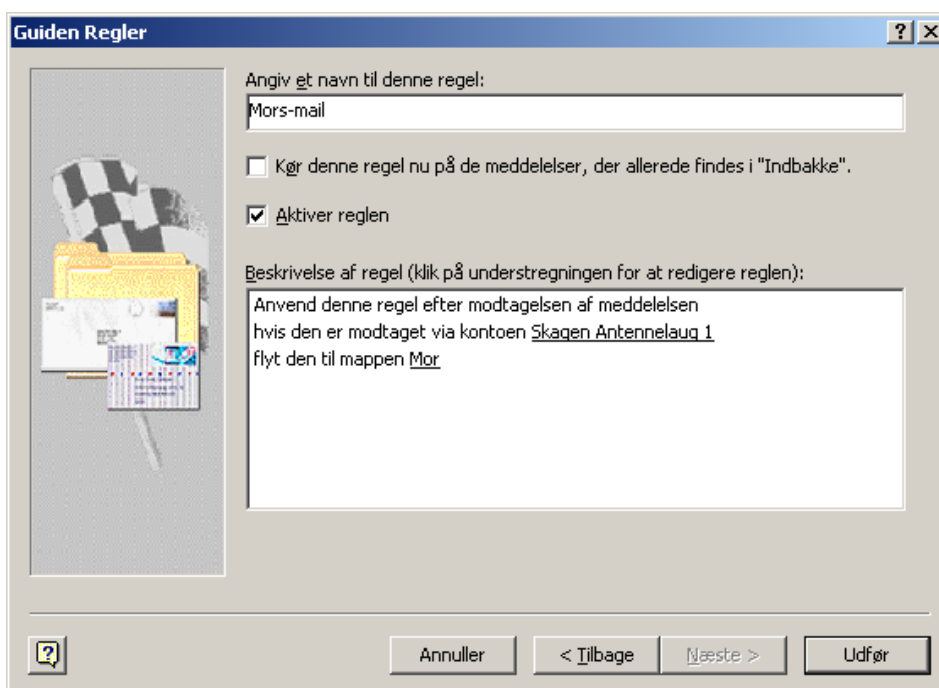 Guiden Regler
Angiv et navn til denne regel:
Mors-mail
Kør denne regel nu på de meddelelser, der allerede findes i "Indbakke".
Aktiver reglen
Beskrivelse af regel (klik på understregningen for at redigere reglen):
Anvend denne regel efter modtagelsen af meddelelsen
hvis den er modtaget via kontoen Skagen Antennelaug 1
flyt den til mappen Mor
Annuller
< Tilbage
Næste >
Udfør